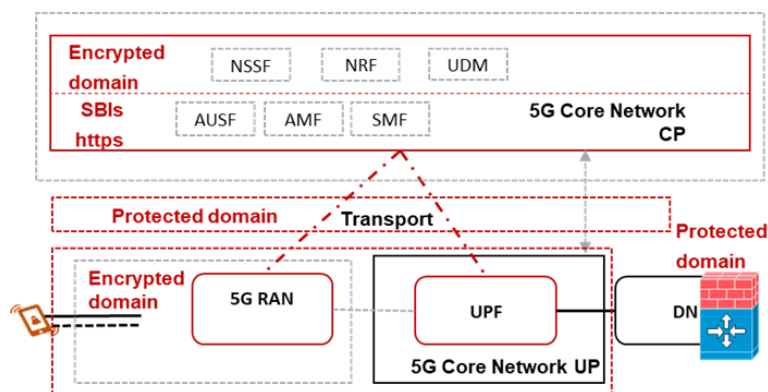 Encrypted
domain
NSSF
NRF
UDM
SBIs
https
AUSF
AMF
SMF
5G Core Network
CP
Protected domain
Transport
Protected
domain
Encrypted
domain
5G RAN
UPF
DN
5G Core Network UP